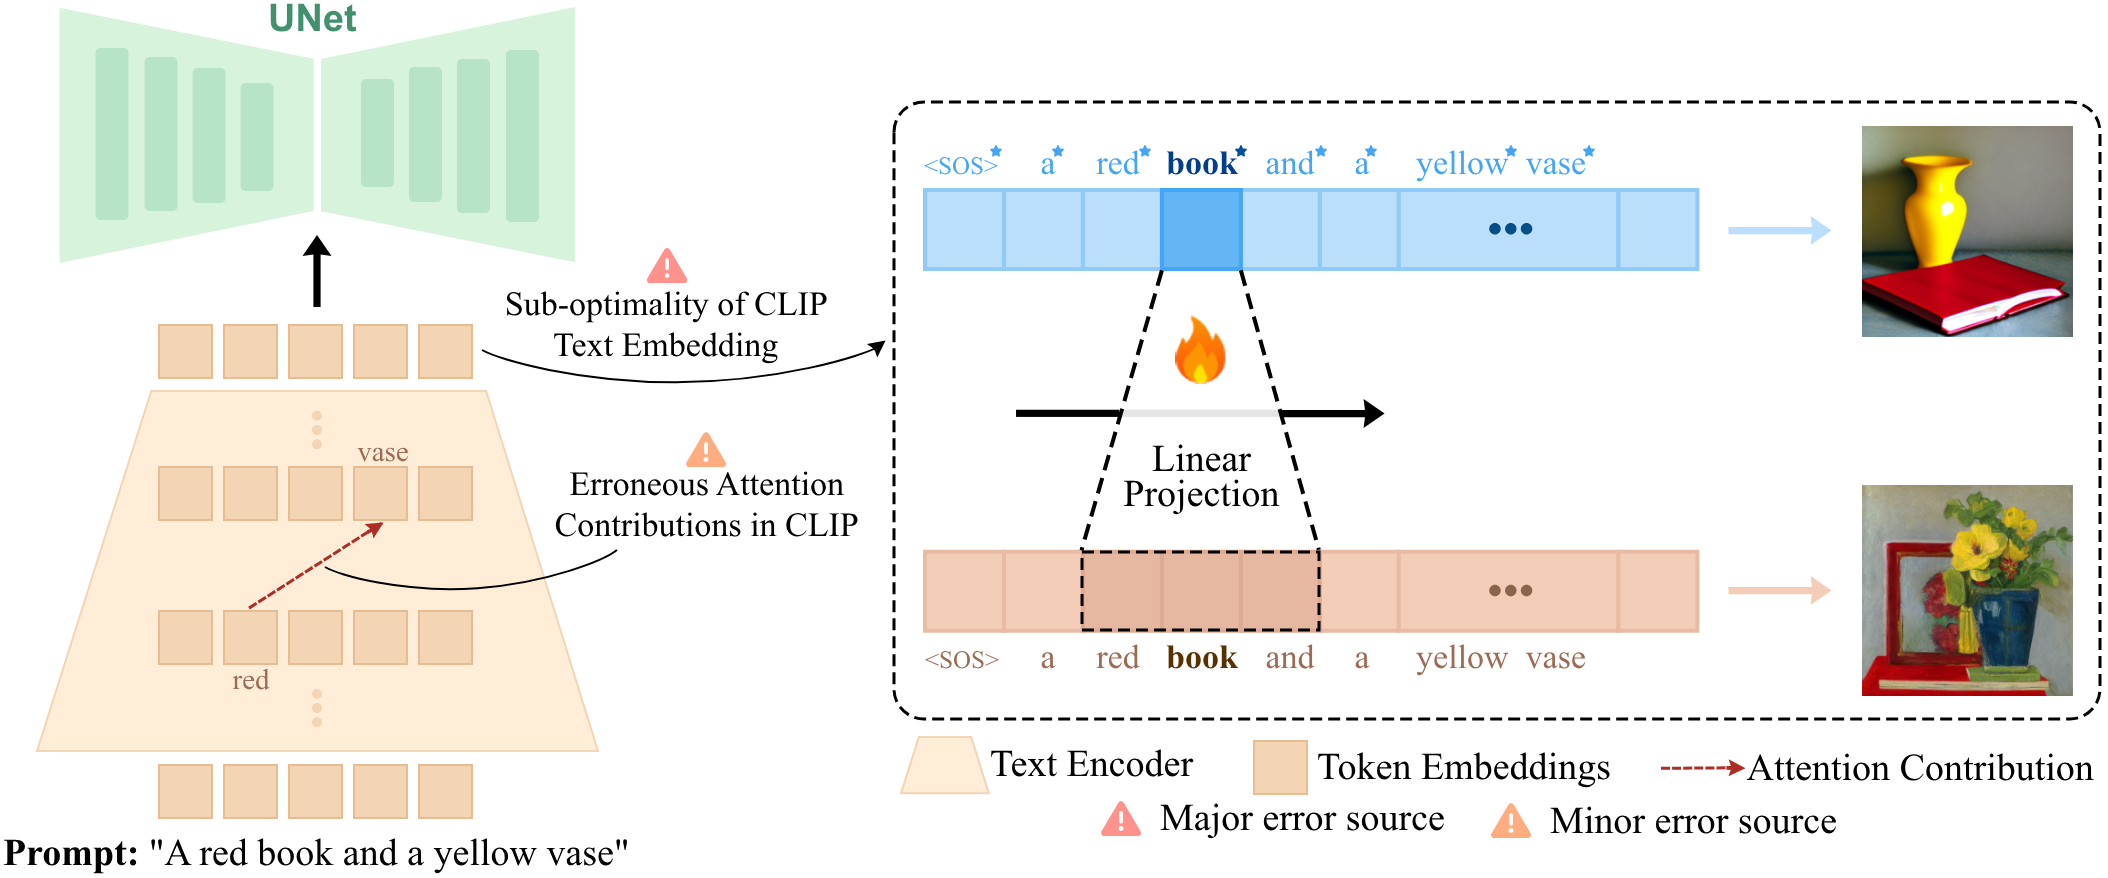 UNet
Sub-optimality of CLIP
Text Embedding
vase
Erroneous Attention
Contributions in CLIP
red
Prompt: "A red book and a yellow vase"
<SOS>* a* red* book* and* a* yellow* vase*
Linear
Projection
<SOS> a red book and a yellow vase
Text Encoder
Token Embeddings
Attention Contribution
Major error source
Minor error source